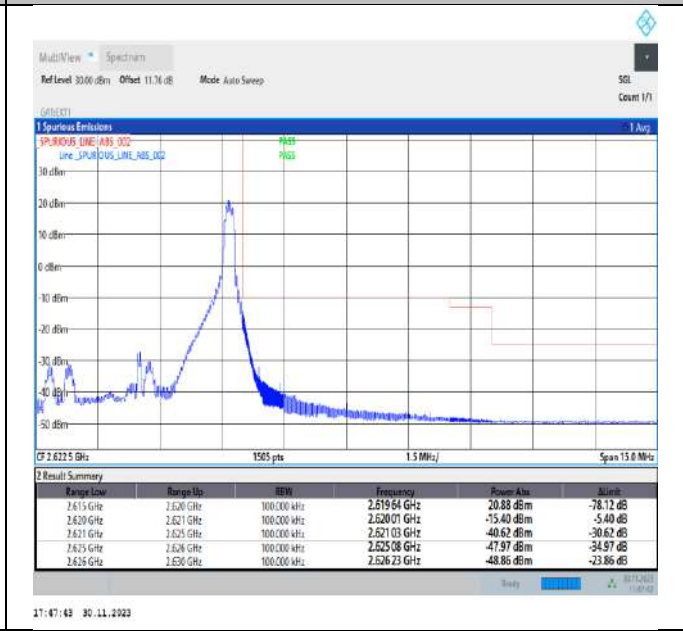 MultiView Spectrum
Ref Level 30.00 dBm Offset 11.76 dB Mode Auto Sweep SGL
Count 1/1
1 Spurious Emissions 1 Avg
SPURIOUS_LINE_ABS_002 PASS
Line _SPURIOUS_LINE_ABS_002 PASS
30 dBm
20 dBm
10 dBm
0 dBm
-10 dBm
-20 dBm
-30 dBm
-40 dBm
-50 dBm
CF 2.6225 GHz 1505 pts 1.5 MHz/ Span 15.0 MHz
2 Result Summary
Range Low Range Up RBW Frequency Power Abs ΔLimit
2.615 GHz 2.620 GHz 100.000 kHz 2.61964 GHz 20.88 dBm -78.12 dB
2.620 GHz 2.621 GHz 100.000 kHz 2.62001 GHz -15.40 dBm -5.40 dB
2.621 GHz 2.625 GHz 100.000 kHz 2.62103 GHz -40.62 dBm -30.62 dB
2.625 GHz 2.626 GHz 100.000 kHz 2.62508 GHz -47.97 dBm -34.97 dB
2.626 GHz 2.630 GHz 100.000 kHz 2.62623 GHz -48.86 dBm -23.86 dB
Ready
17:47:43 30.11.2023